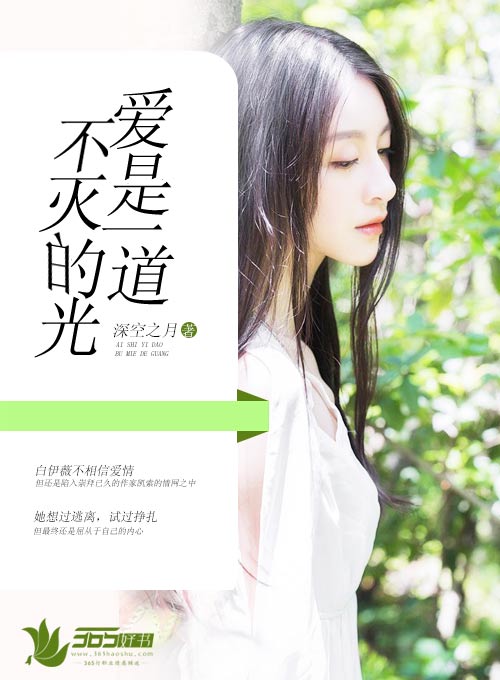 爱是一道
不灭的光
深空之月 著
AI SHI YI DAO
BU MIE DE GUANG
白伊薇不相信爱情
但还是陷入崇拜已久的作家凯索的情网之中
她想过逃离，试过挣扎
但最终还是屈从于自己的内心
365好书
www.365haoshu.com